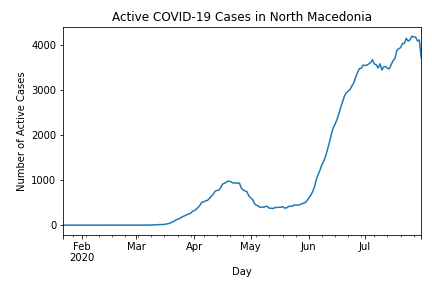 Active COVID-19 Cases in North Macedonia
Number of Active Cases
4000
3000
2000
1000
0
Feb Mar Apr May Jun Jul
2020
Day